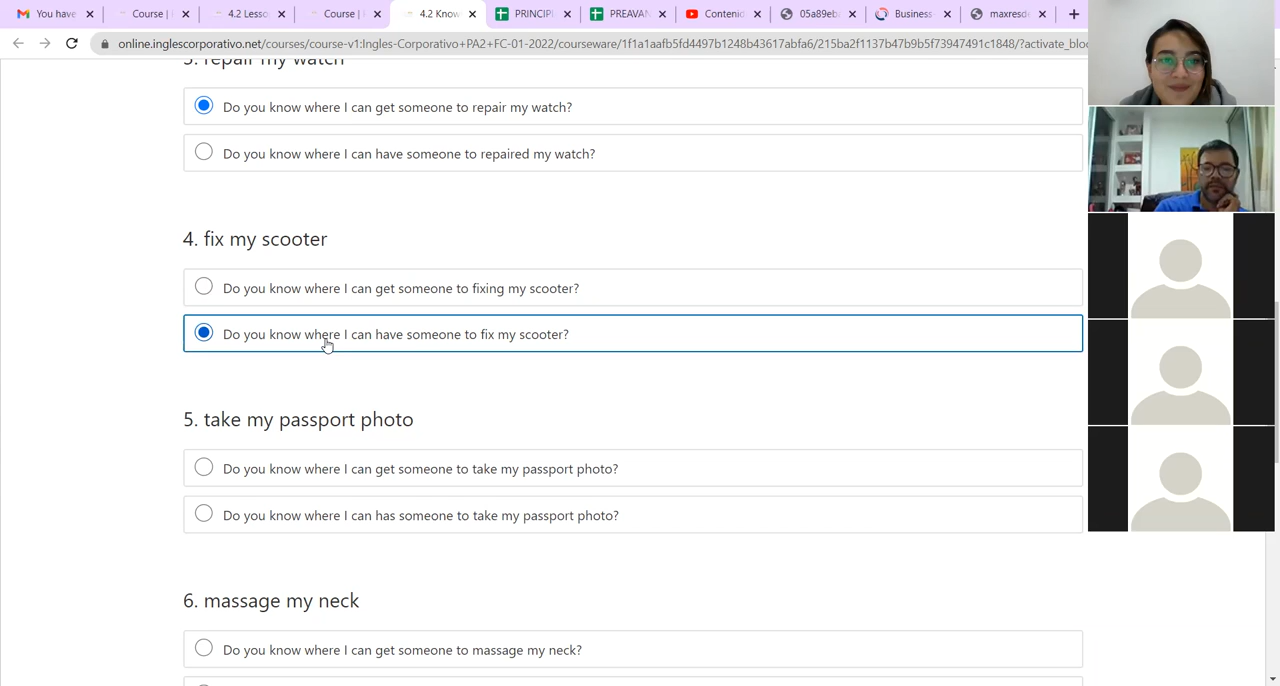 You have
Course |
4.2 Lesso
Course |
4.2 Know
PRINCIPI
PREAVAN
Contenid
05a89eb
Business
maxresde
online.inglescorporativo.net/courses/course-v1:Ingles-Corporativo+PA2+FC-01-2022/courseware/1f1a1aafb5fd4497b1248b43617abfa6/215ba2f1137b47b9b5f73947491c1848/?activate_bloc
3. repair my watch
Do you know where I can get someone to repair my watch?
Do you know where I can have someone to repaired my watch?
4. fix my scooter
Do you know where I can get someone to fixing my scooter?
Do you know where I can have someone to fix my scooter?
5. take my passport photo
Do you know where I can get someone to take my passport photo?
Do you know where I can has someone to take my passport photo?
6. massage my neck
Do you know where I can get someone to massage my neck?